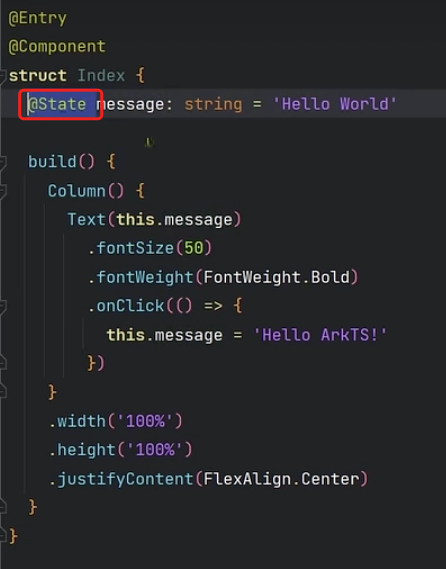 @Entry
@Component
struct Index {
@State message: string = 'Hello World'
build() {
Column() {
Text(this.message)
.fontSize(50)
.fontWeight(FontWeight.Bold)
.onClick(() => {
this.message = 'Hello ArkTS!'
})
}
.width('100%')
.height('100%')
.justifyContent(FlexAlign.Center)
}
}